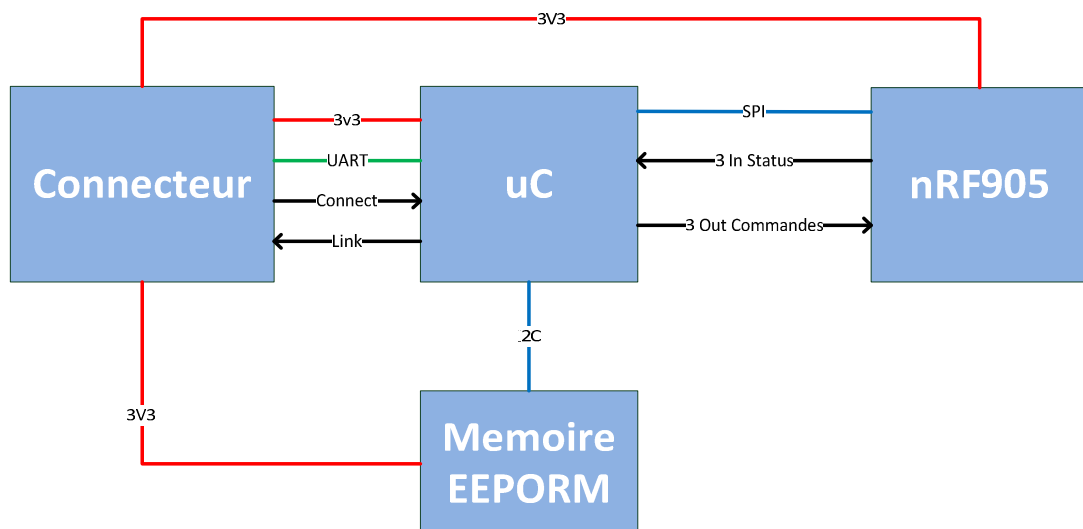 3V3
Connecteur
3v3
UART
Connect
Link
uC
SPI
3 In Status
3 Out Commandes
nRF905
2C
3V3
Memoire
EEPORM